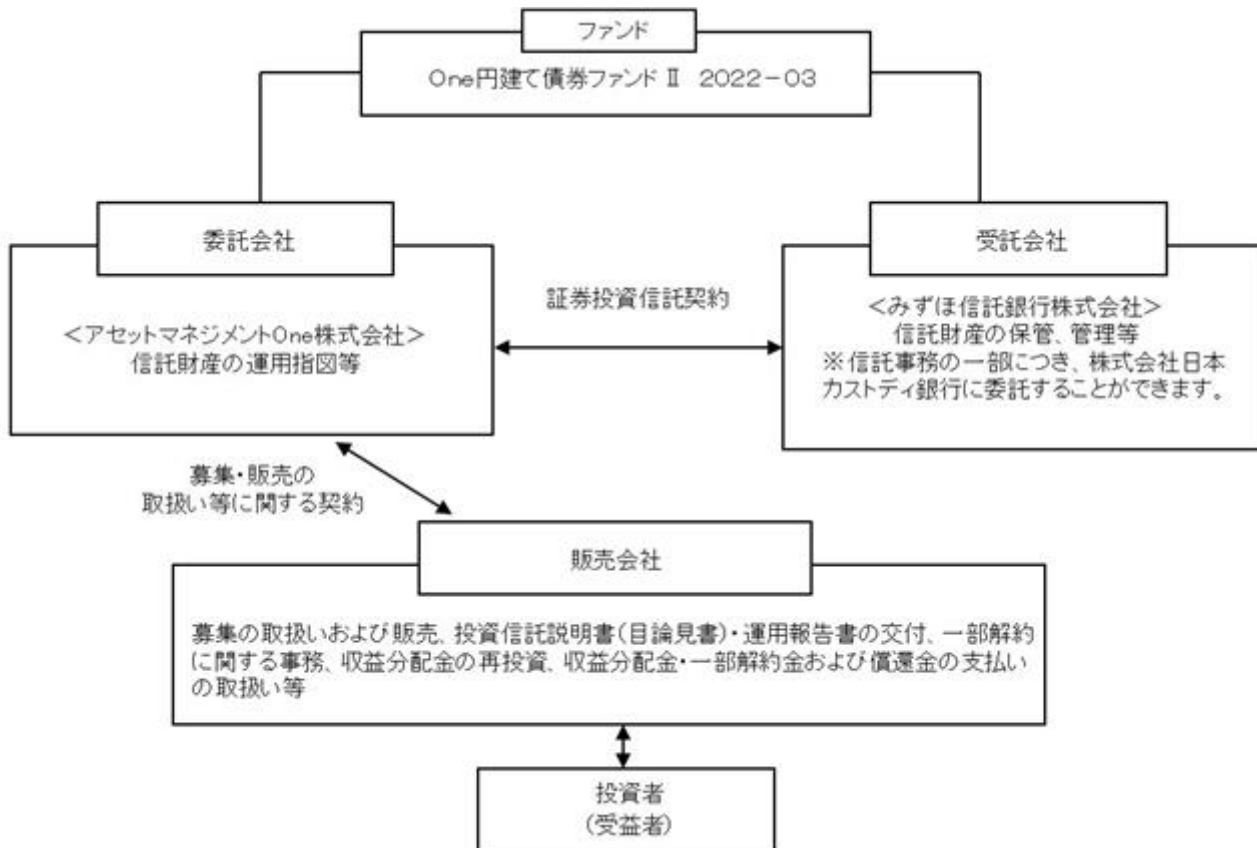 ファンド
One円建て債券ファンド Ⅱ 2022-03
委託会社
<アセットマネジメントOne株式会社>
信託財産の運用指図等
証券投資信託契約
受託会社
<みずほ信託銀行株式会社>
信託財産の保管、管理等
※信託事務の一部につき、株式会社日本
カストディ銀行に委託することができます。
募集・販売の
取扱い等に関する契約
販売会社
募集の取扱いおよび販売、投資信託説明書(目論見書)・運用報告書の交付、一部解約
に関する事務、収益分配金の再投資、収益分配金・一部解約金および償還金の支払い
の取扱い等
投資者
(受益者)